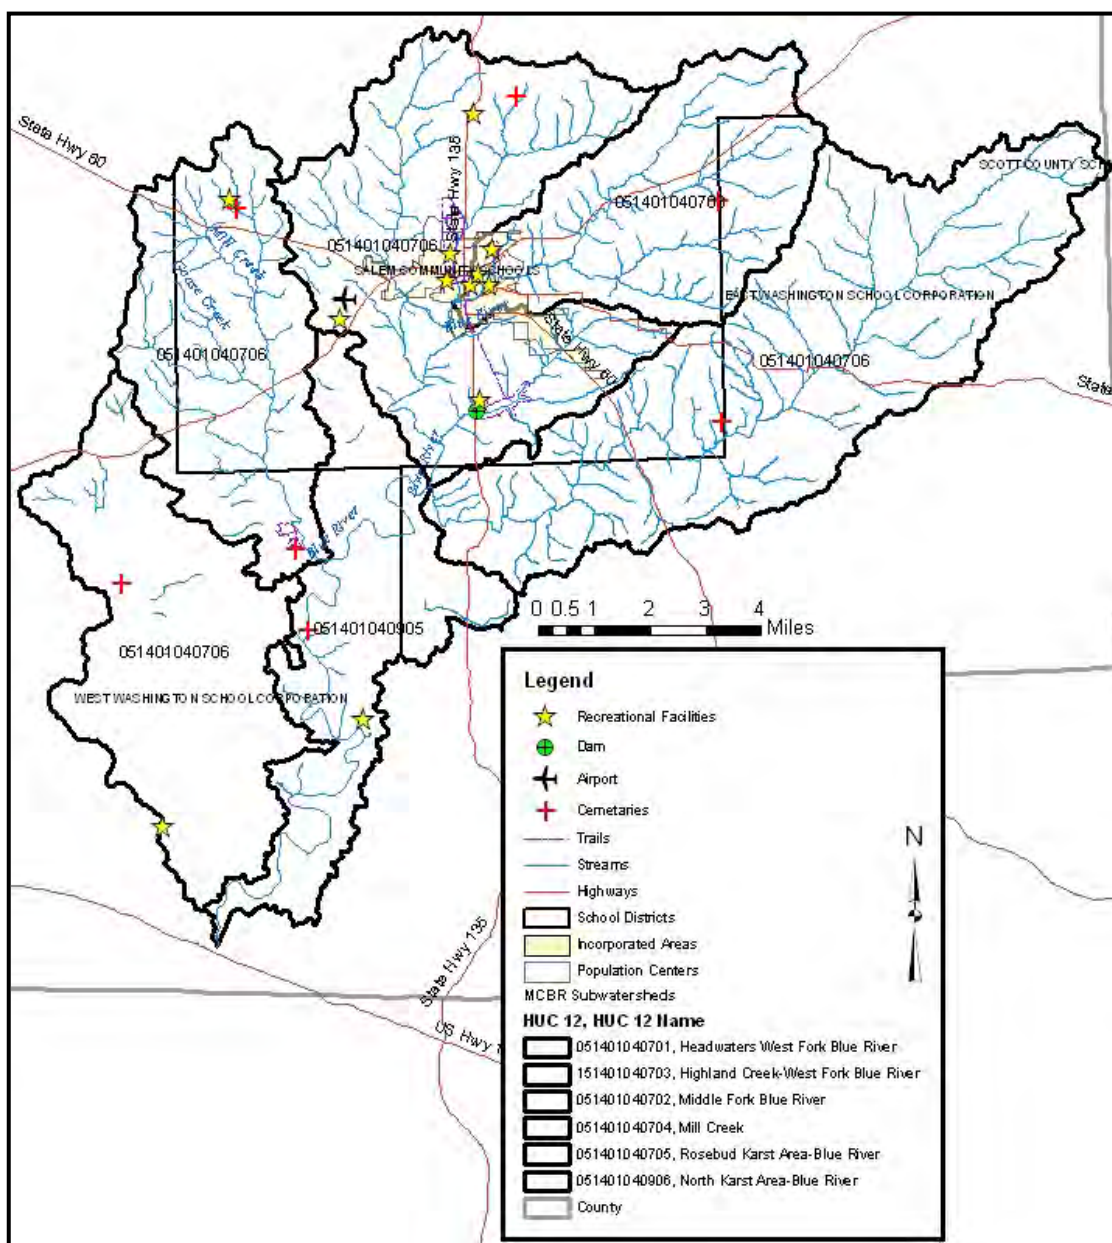 State Hwy 60
State Hwy 135
SCOTT COUNTY SCH
051401040706
051401040706
SALEM COMMUNITY SCHOOLS
Mill Creek
EAST WASHINGTON SCHOOL CORPORATION
Blue River
State Hwy 60
051401040706
051401040706
State
Blue River
Blue River
0 0.5 1 2 3 4
Miles
051401040905
051401040706
WEST WASHINGTON SCHOOL CORPORATION
Legend
Recreational Facilities
Dam
Airport
Cemetaries
Trails
Streams
Highways
School Districts
Incorporated Areas
Population Centers
MCBR Subwatersheds
HUC 12, HUC 12 Name
051401040701, Headwaters West Fork Blue River
151401040703, Highland Creek-West Fork Blue River
051401040702, Middle Fork Blue River
051401040704, Mill Creek
051401040705, Rosebud Karst Area-Blue River
051401040906, North Karst Area-Blue River
County
N
State Hwy 135
US Hwy 1